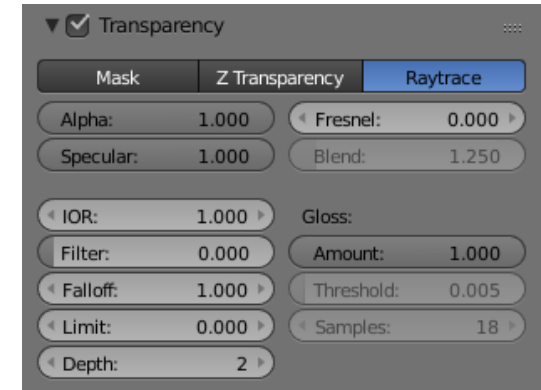 Transparency
Mask Z Transparency Raytrace
Alpha: 1.000 Fresnel: 0.000
Specular: 1.000 Blend: 1.250
IOR: 1.000 Gloss:
Filter: 0.000 Amount: 1.000
Falloff: 1.000 Threshold: 0.005
Limit: 0.000 Samples: 18
Depth: 2